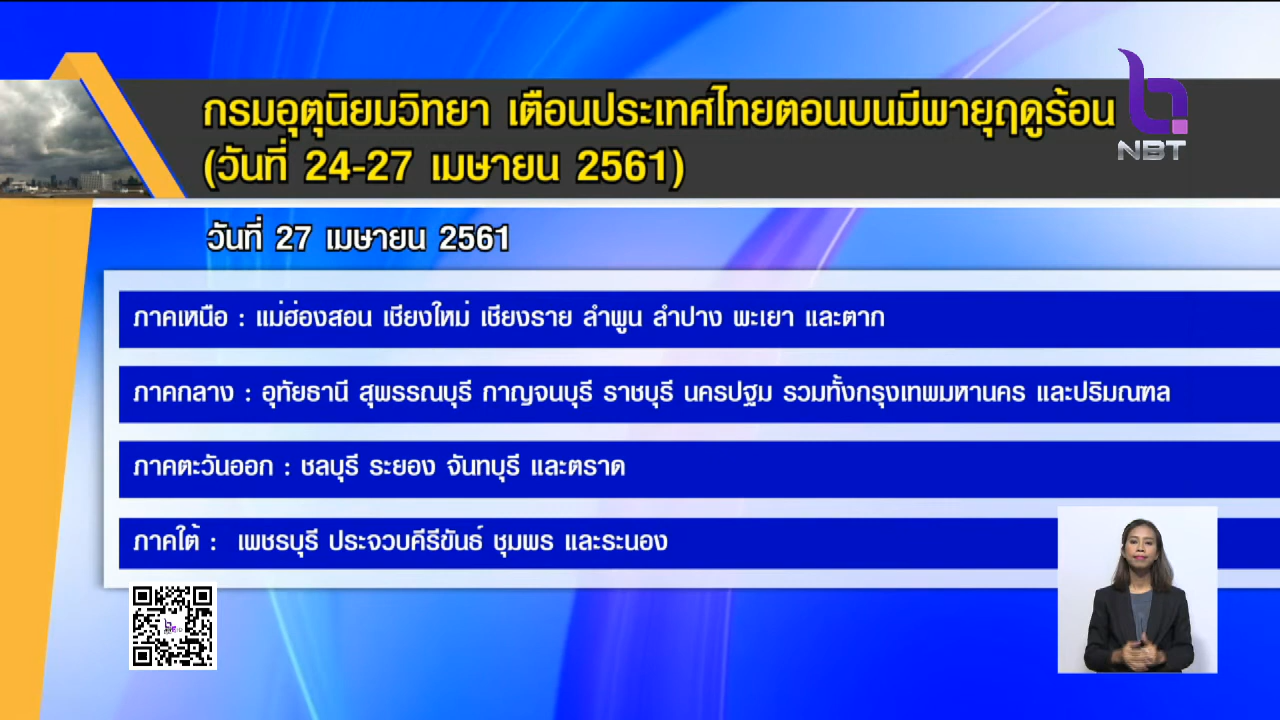 กรมอุตุนิยมวิทยา เตือนประเทศไทยตอนบนมีพายุฤดูร้อน
(วันที่ 24-27 เมษายน 2561)
NBT
วันที่ 27 เมษายน 2561
ภาคเหนือ : แม่ฮ่องสอน เชียงใหม่ เชียงราย ลำพูน ลำปาง พะเยา และตาก
ภาคกลาง : อุทัยธานี สุพรรณบุรี กาญจนบุรี ราชบุรี นครปฐม รวมทั้งกรุงเทพมหานคร และปริมณฑล
ภาคตะวันออก : ชลบุรี ระยอง จันทบุรี และตราด
ภาคใต้ : เพชรบุรี ประจวบคีรีขันธ์ ชุมพร และระนอง